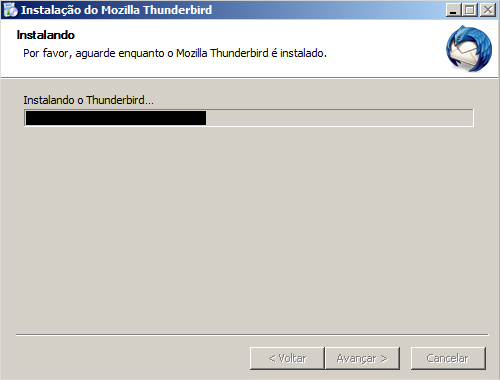 Instalação do Mozilla Thunderbird
Instalando
Por favor, aguarde enquanto o Mozilla Thunderbird é instalado.
Instalando o Thunderbird...
< Voltar
Avançar >
Cancelar